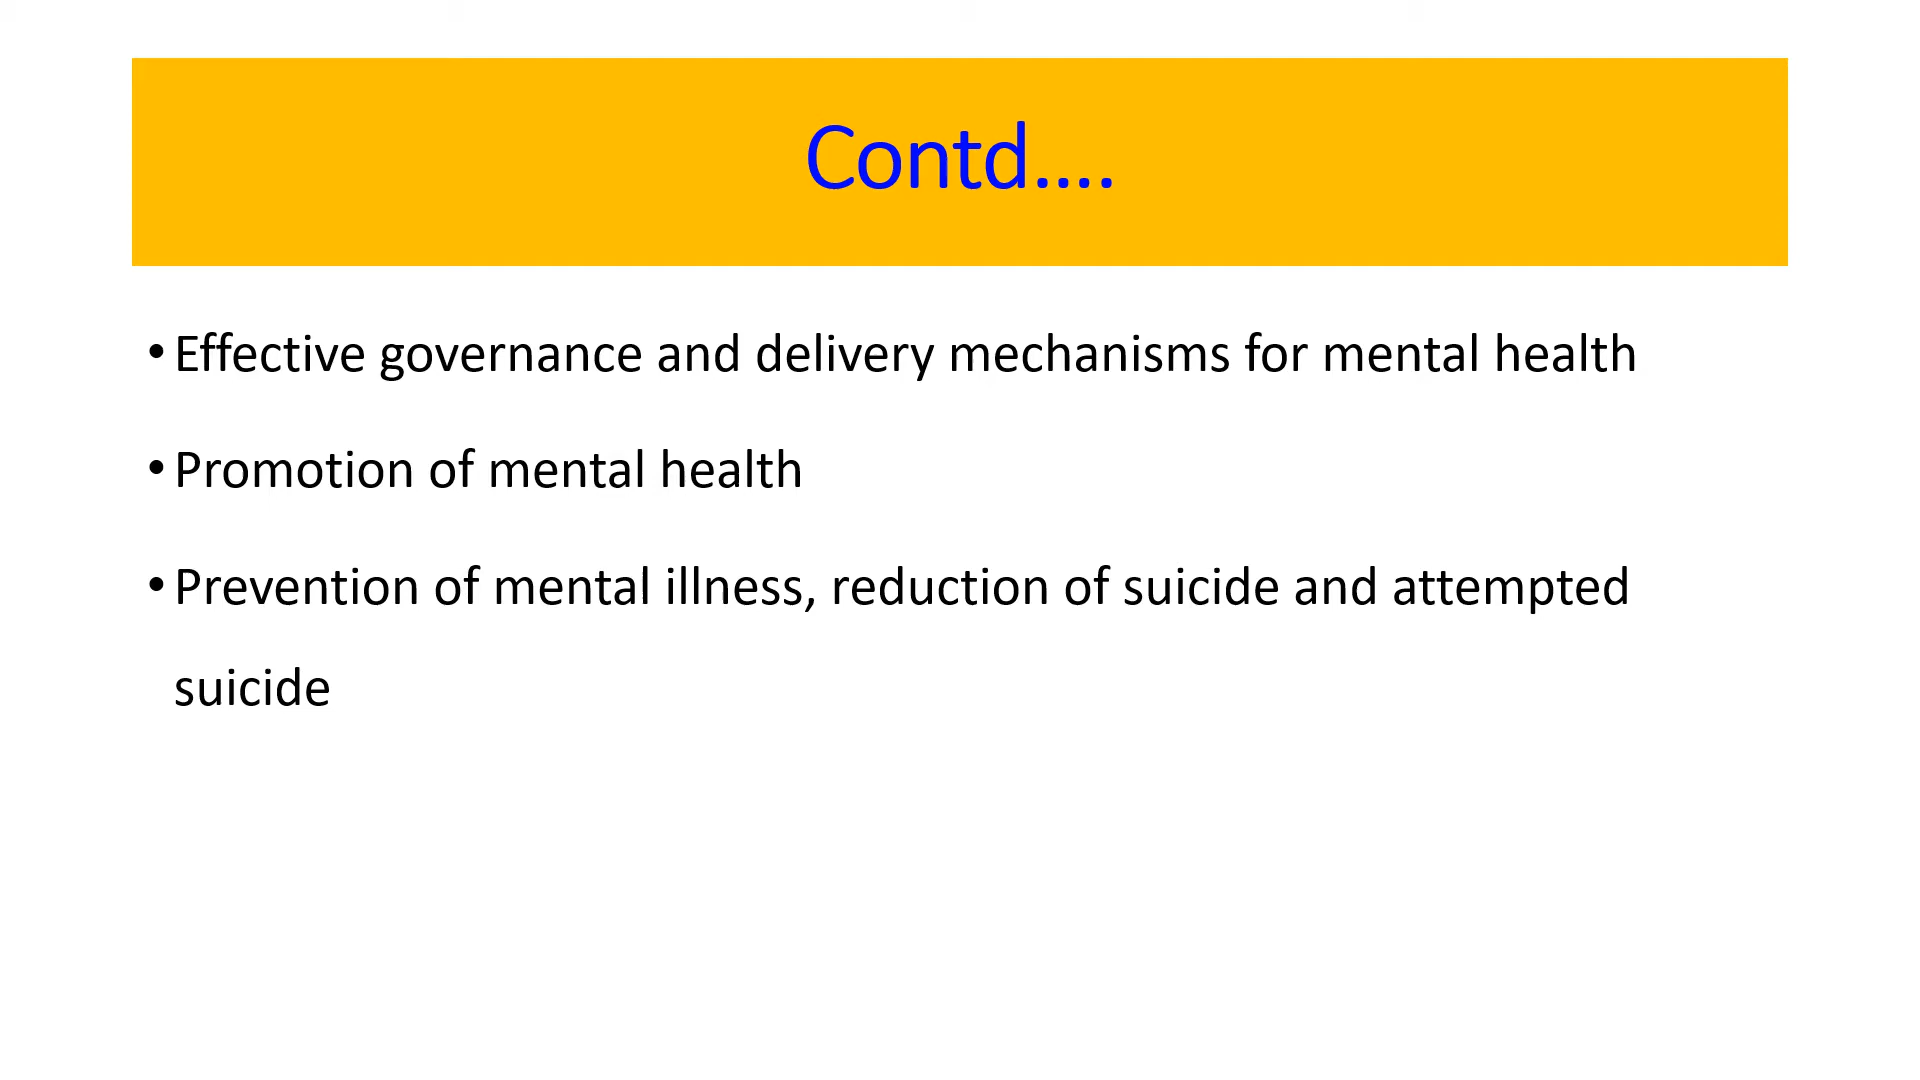 Contd....
• Effective governance and delivery mechanisms for mental health
• Promotion of mental health
• Prevention of mental illness, reduction of suicide and attempted
suicide